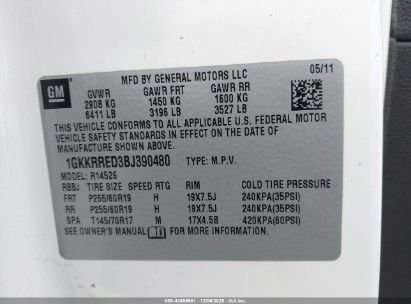 GM
MFD BY GENERAL MOTORS LLC
05/11
GVWR GAWR FRT GAWR RR
2908 KG 1450 KG 1600 KG
6411 LB 3196 LB 3527 LB
THIS VEHICLE CONFORMS TO ALL APPLICABLE U.S. FEDERAL MOTOR
VEHICLE SAFETY STANDARDS IN EFFECT ON THE DATE OF
MANUFACTURE SHOWN ABOVE.
1GKKRRED3BJ390480 TYPE: M.P.V.
MODEL: R14526
RBBJ TIRE SIZE SPEED RTG RIM COLD TIRE PRESSURE
FRT P255/60R19 H 19X7.5J 240KPA(35PSI)
RR P255/60R19 H 19X7.5J 240KPA(35PSI)
SPA T145/70R17 M 17X4.5B 420KPA(60PSI)
SEE OWNER'S MANUAL FOR MORE INFORMATION.